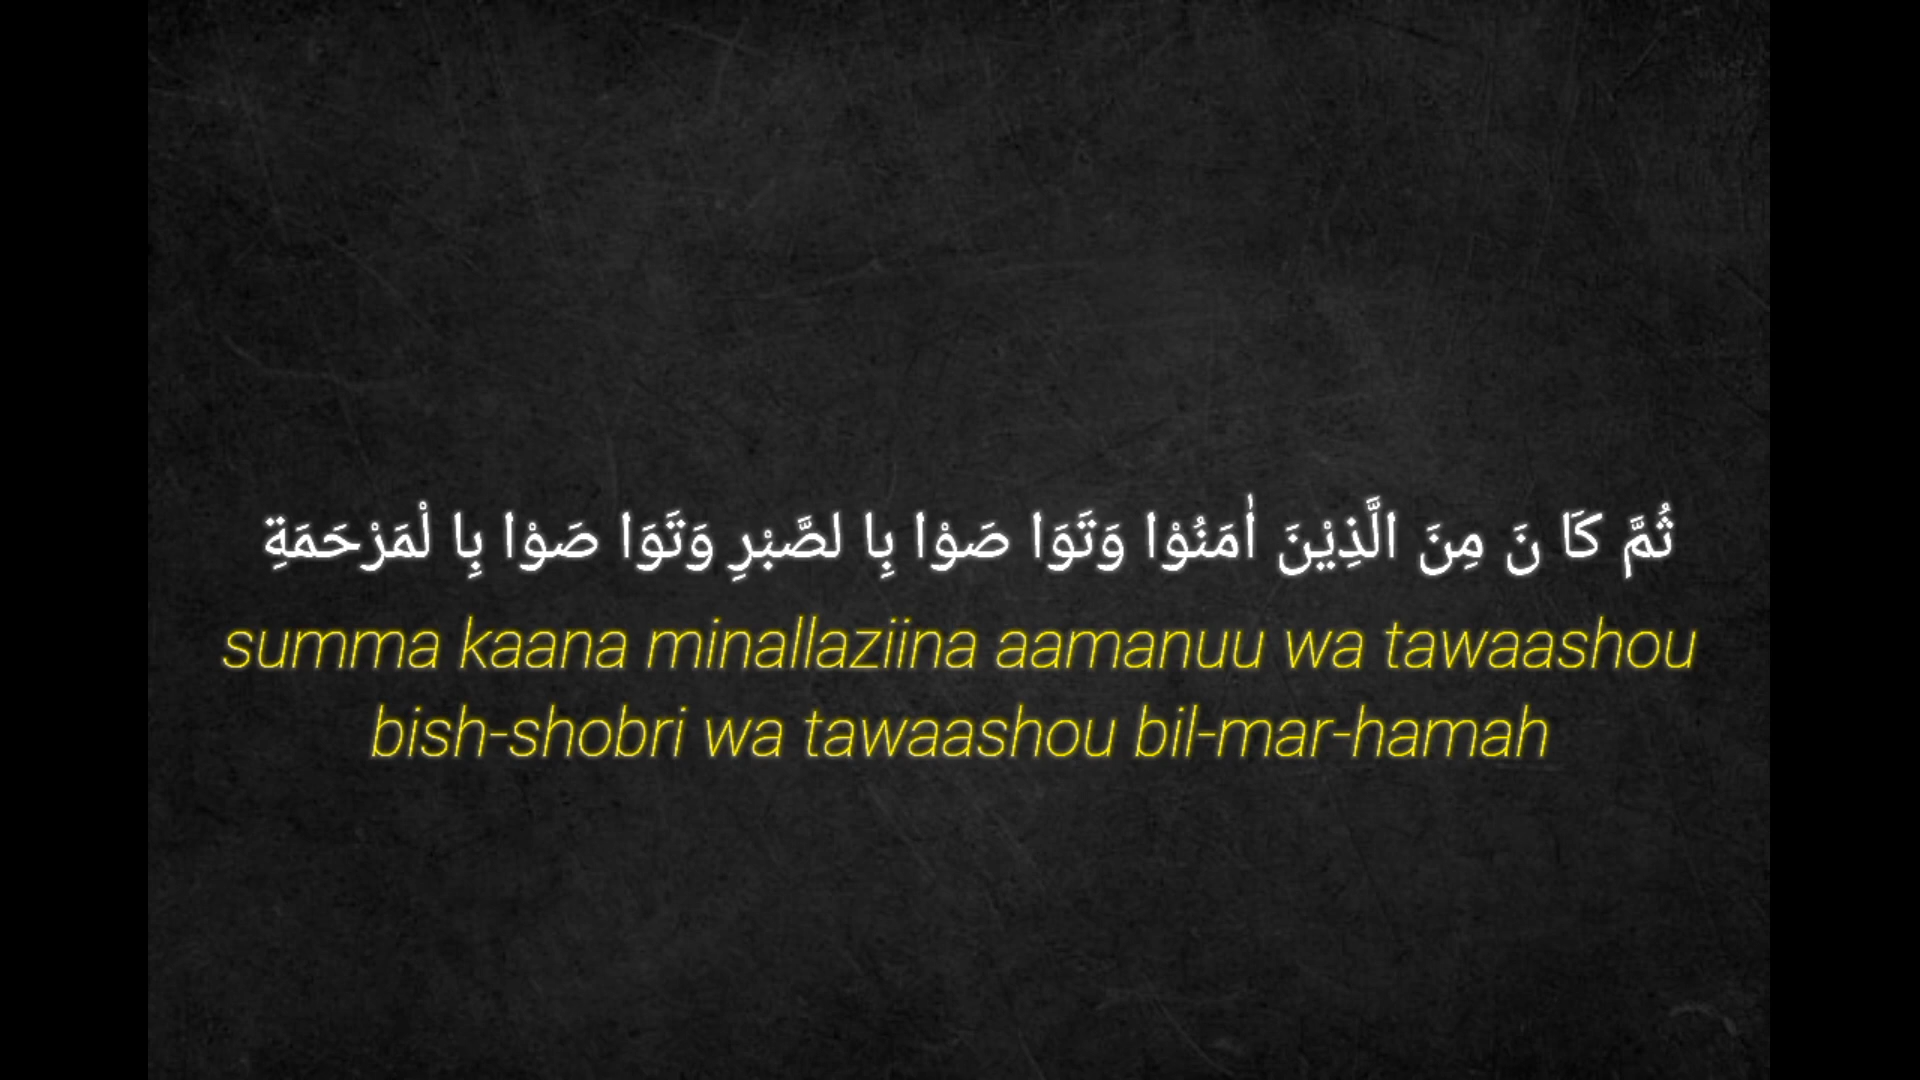 ثُمَّ كَا نَ مِنَ الَّذِيْنَ اٰمَنُوْا وَتَوَا صَوْا بِا لصَّبْرِ وَتَوَا صَوْا بِا لْمَرْحَمَةِ
summa kaana minallaziina aamanuu wa tawaashou
bish-shobri wa tawaashou bil-mar-hamah